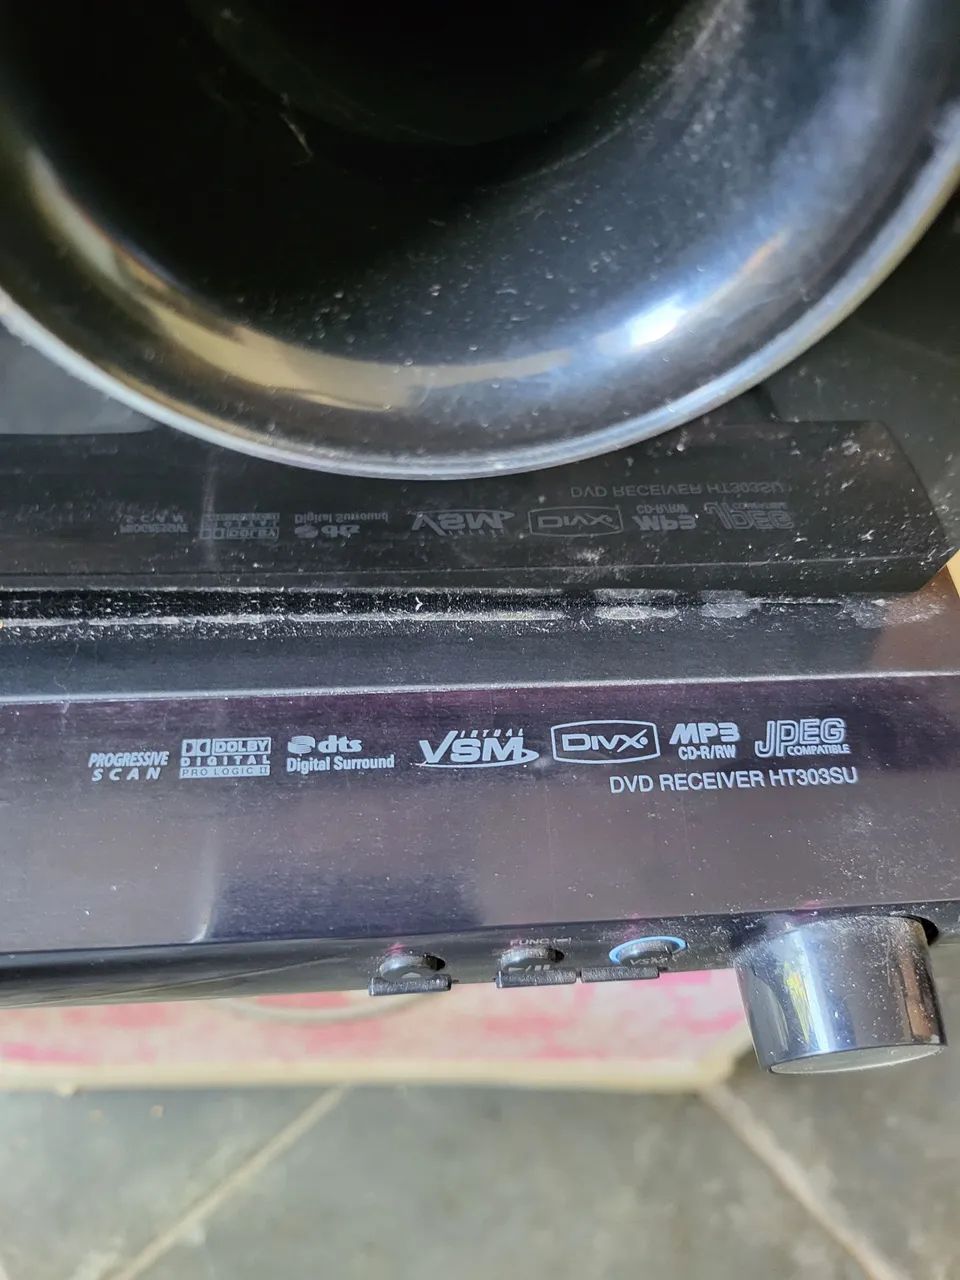 PROGRESSIVE
SCAN
DOLBY
DIGITAL
PRO LOGIC II
dts
Digital Surround
VIRTUAL
VSM
DIVX
MP3
CD-R/RW
JPEG
COMPATIBLE
DVD RECEIVER HT303SU
VSM